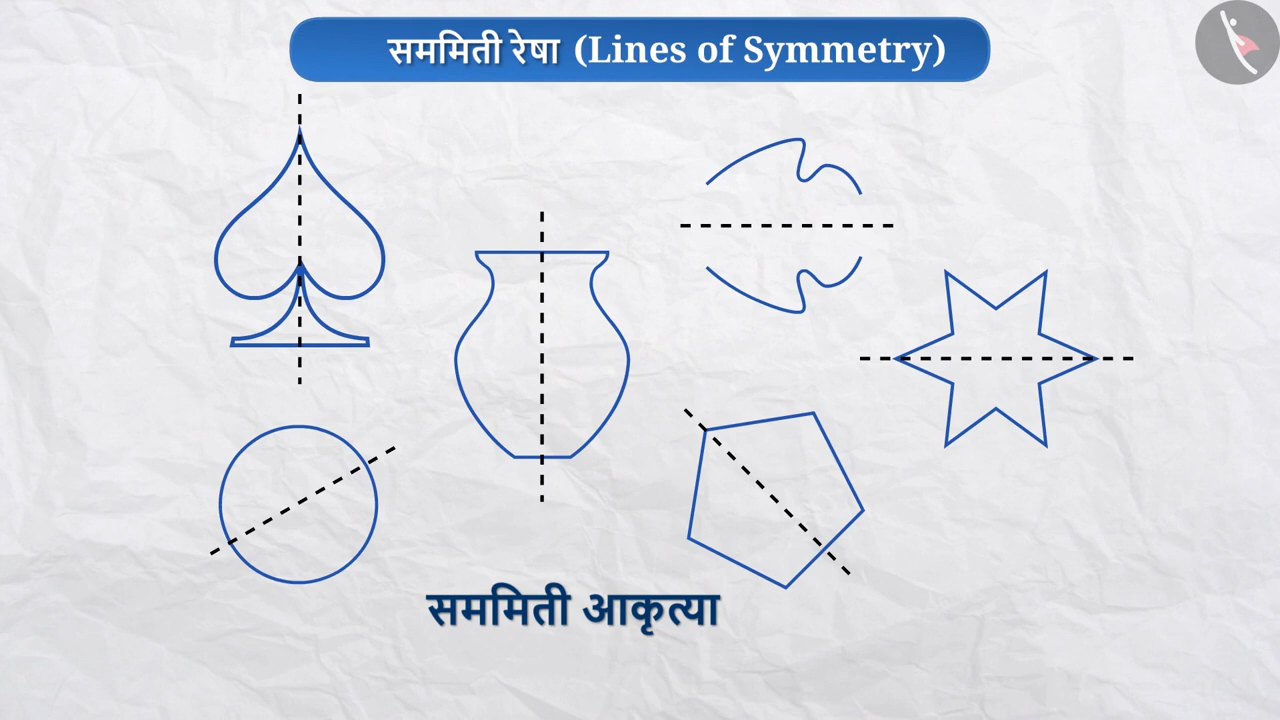 सममिती रेषा (Lines of Symmetry)
सममिती आकृत्या